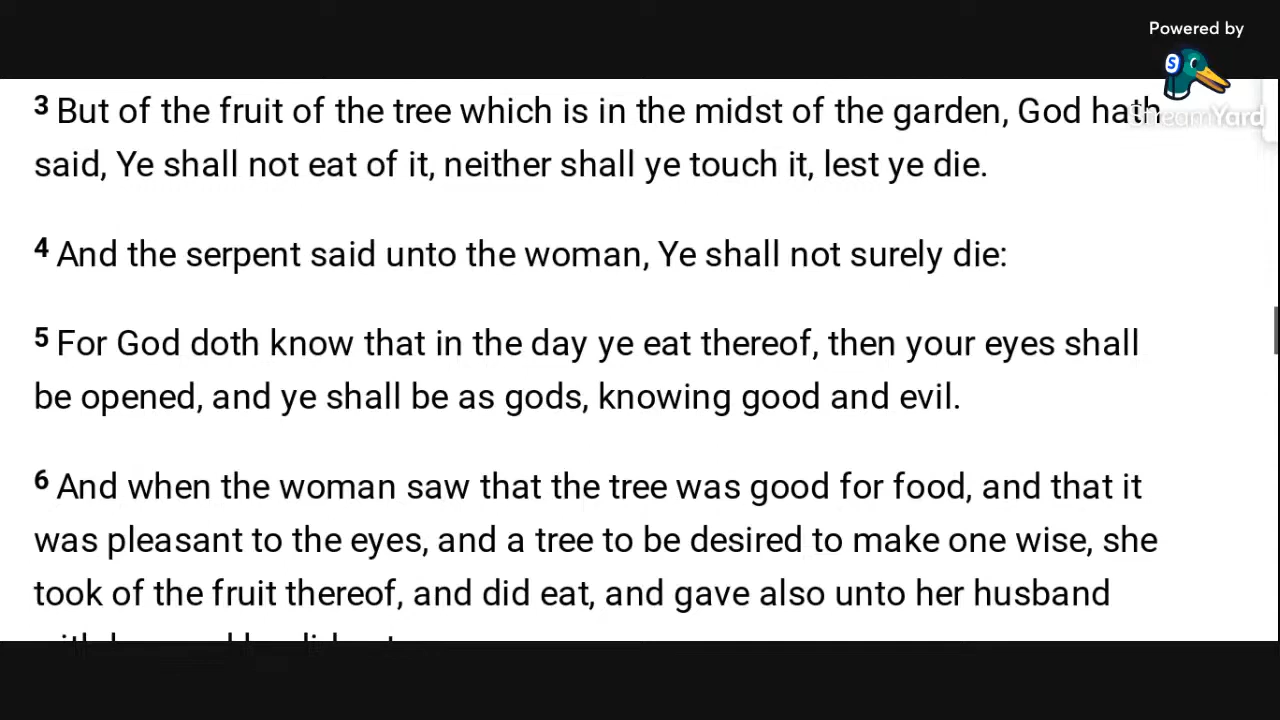 Powered by
S
StreamYard
3 But of the fruit of the tree which is in the midst of the garden, God hath
said, Ye shall not eat of it, neither shall ye touch it, lest ye die.
4 And the serpent said unto the woman, Ye shall not surely die:
5 For God doth know that in the day ye eat thereof, then your eyes shall
be opened, and ye shall be as gods, knowing good and evil.
6 And when the woman saw that the tree was good for food, and that it
was pleasant to the eyes, and a tree to be desired to make one wise, she
took of the fruit thereof, and did eat, and gave also unto her husband